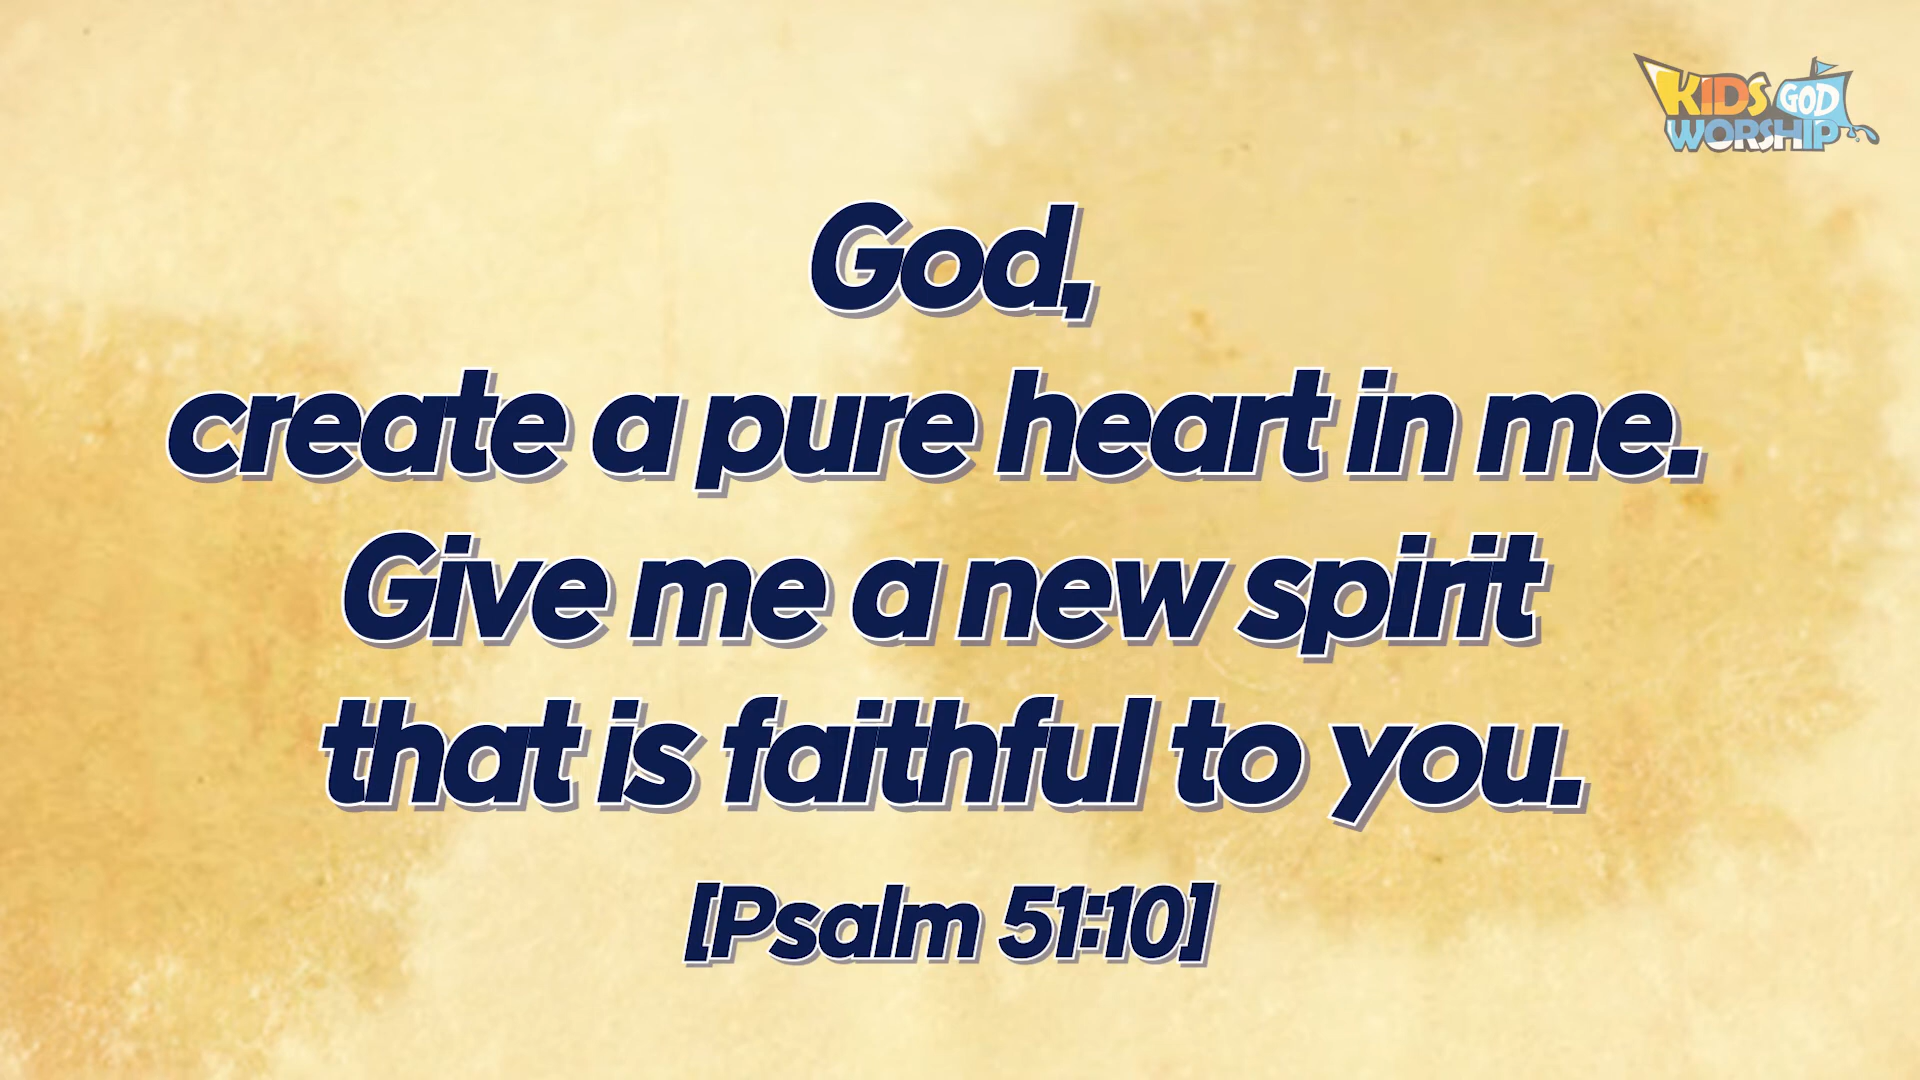 KIDS GOD
WORSHIP
God,
create a pure heart in me.
Give me a new spirit
that is faithful to you.
[Psalm 51:10]